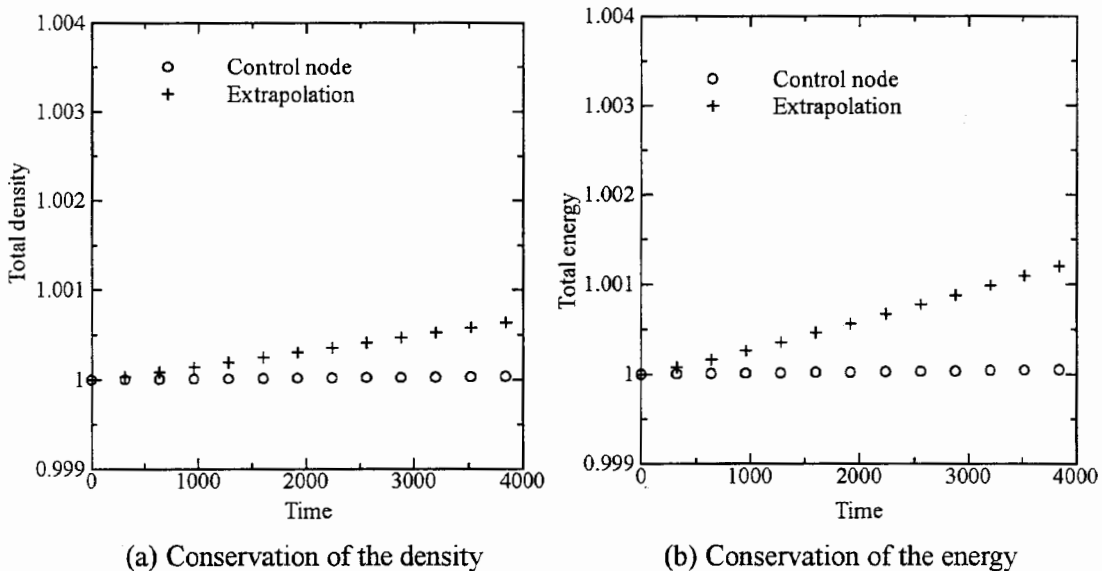 1.004
1.003
1.002
1.001
1
0.999
Total density
Control node
Extrapolation
0 1000 2000 3000 4000
Time
(a) Conservation of the density
1.004
1.003
1.002
1.001
1
0.999
Total energy
Control node
Extrapolation
0 1000 2000 3000 4000
Time
(b) Conservation of the energy